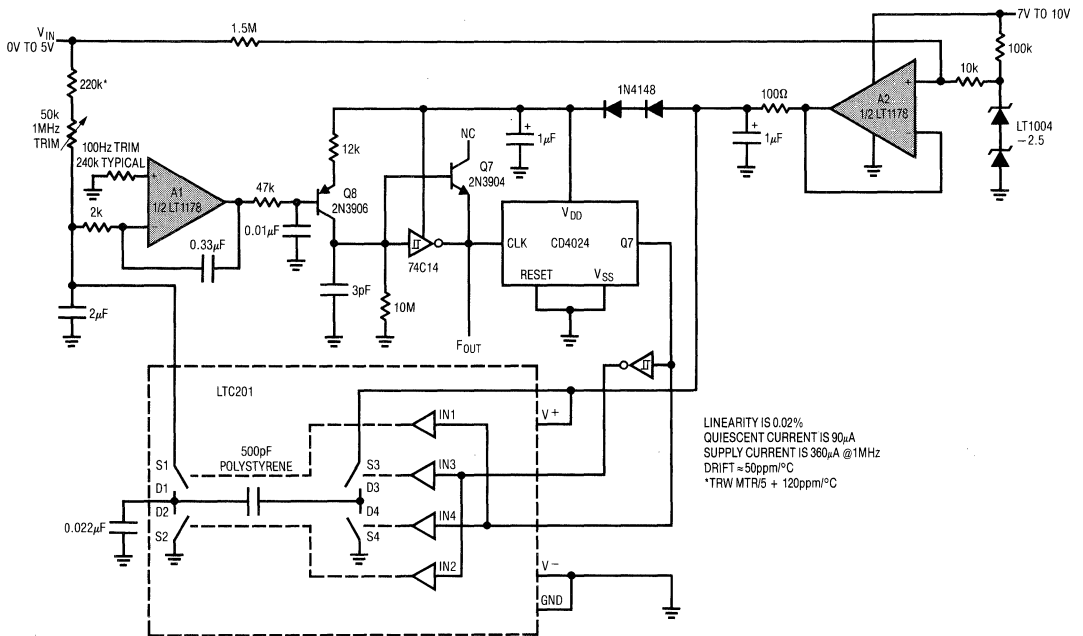 V_IN
0V TO 5V
1.5M
7V TO 10V
100k
10k
220k*
50k
1MHz
TRIM
1N4148
100Ω
+
A2
1/2 LT1178
−
LT1004
−2.5
+
1µF
+
1µF
100Hz TRIM
240k TYPICAL
+
A1
1/2 LT1178
−
2k
0.33µF
47k
0.01µF
12k
Q8
2N3906
NC
Q7
2N3904
74C14
3pF
10M
F_OUT
V_DD
CLK
CD4024
Q7
RESET
V_SS
2µF
LTC201
V+
500pF
POLYSTYRENE
IN1
IN3
IN4
IN2
S1
D1
D2
S2
S3
D3
D4
S4
0.022µF
V−
GND
LINEARITY IS 0.02%
QUIESCENT CURRENT IS 90µA
SUPPLY CURRENT IS 360µA @1MHz
DRIFT ≈50ppm/°C
*TRW MTR/5 + 120ppm/°C